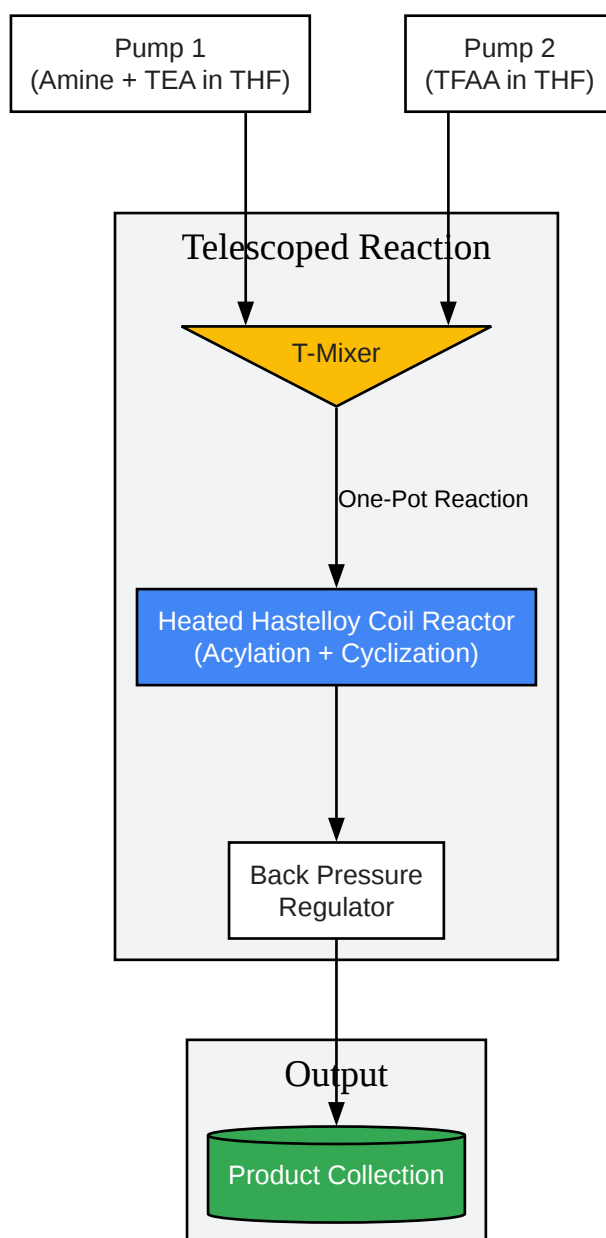 Pump 1
(Amine + TEA in THF)
Pump 2
(TFAA in THF)
Telescoped Reaction
T-Mixer
One-Pot Reaction
Heated Hastelloy Coil Reactor
(Acylation + Cyclization)
Back Pressure
Regulator
Output
Product Collection